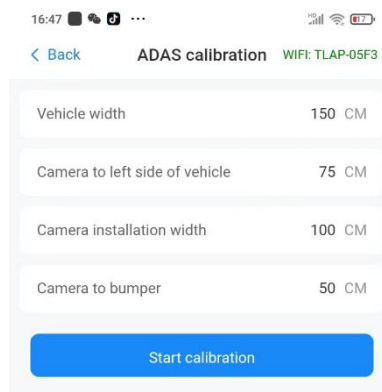 16:47
Back ADAS calibration WIFI: TLAP-05F3
Vehicle width 150 CM
Camera to left side of vehicle 75 CM
Camera installation width 100 CM
Camera to bumper 50 CM
Start calibration